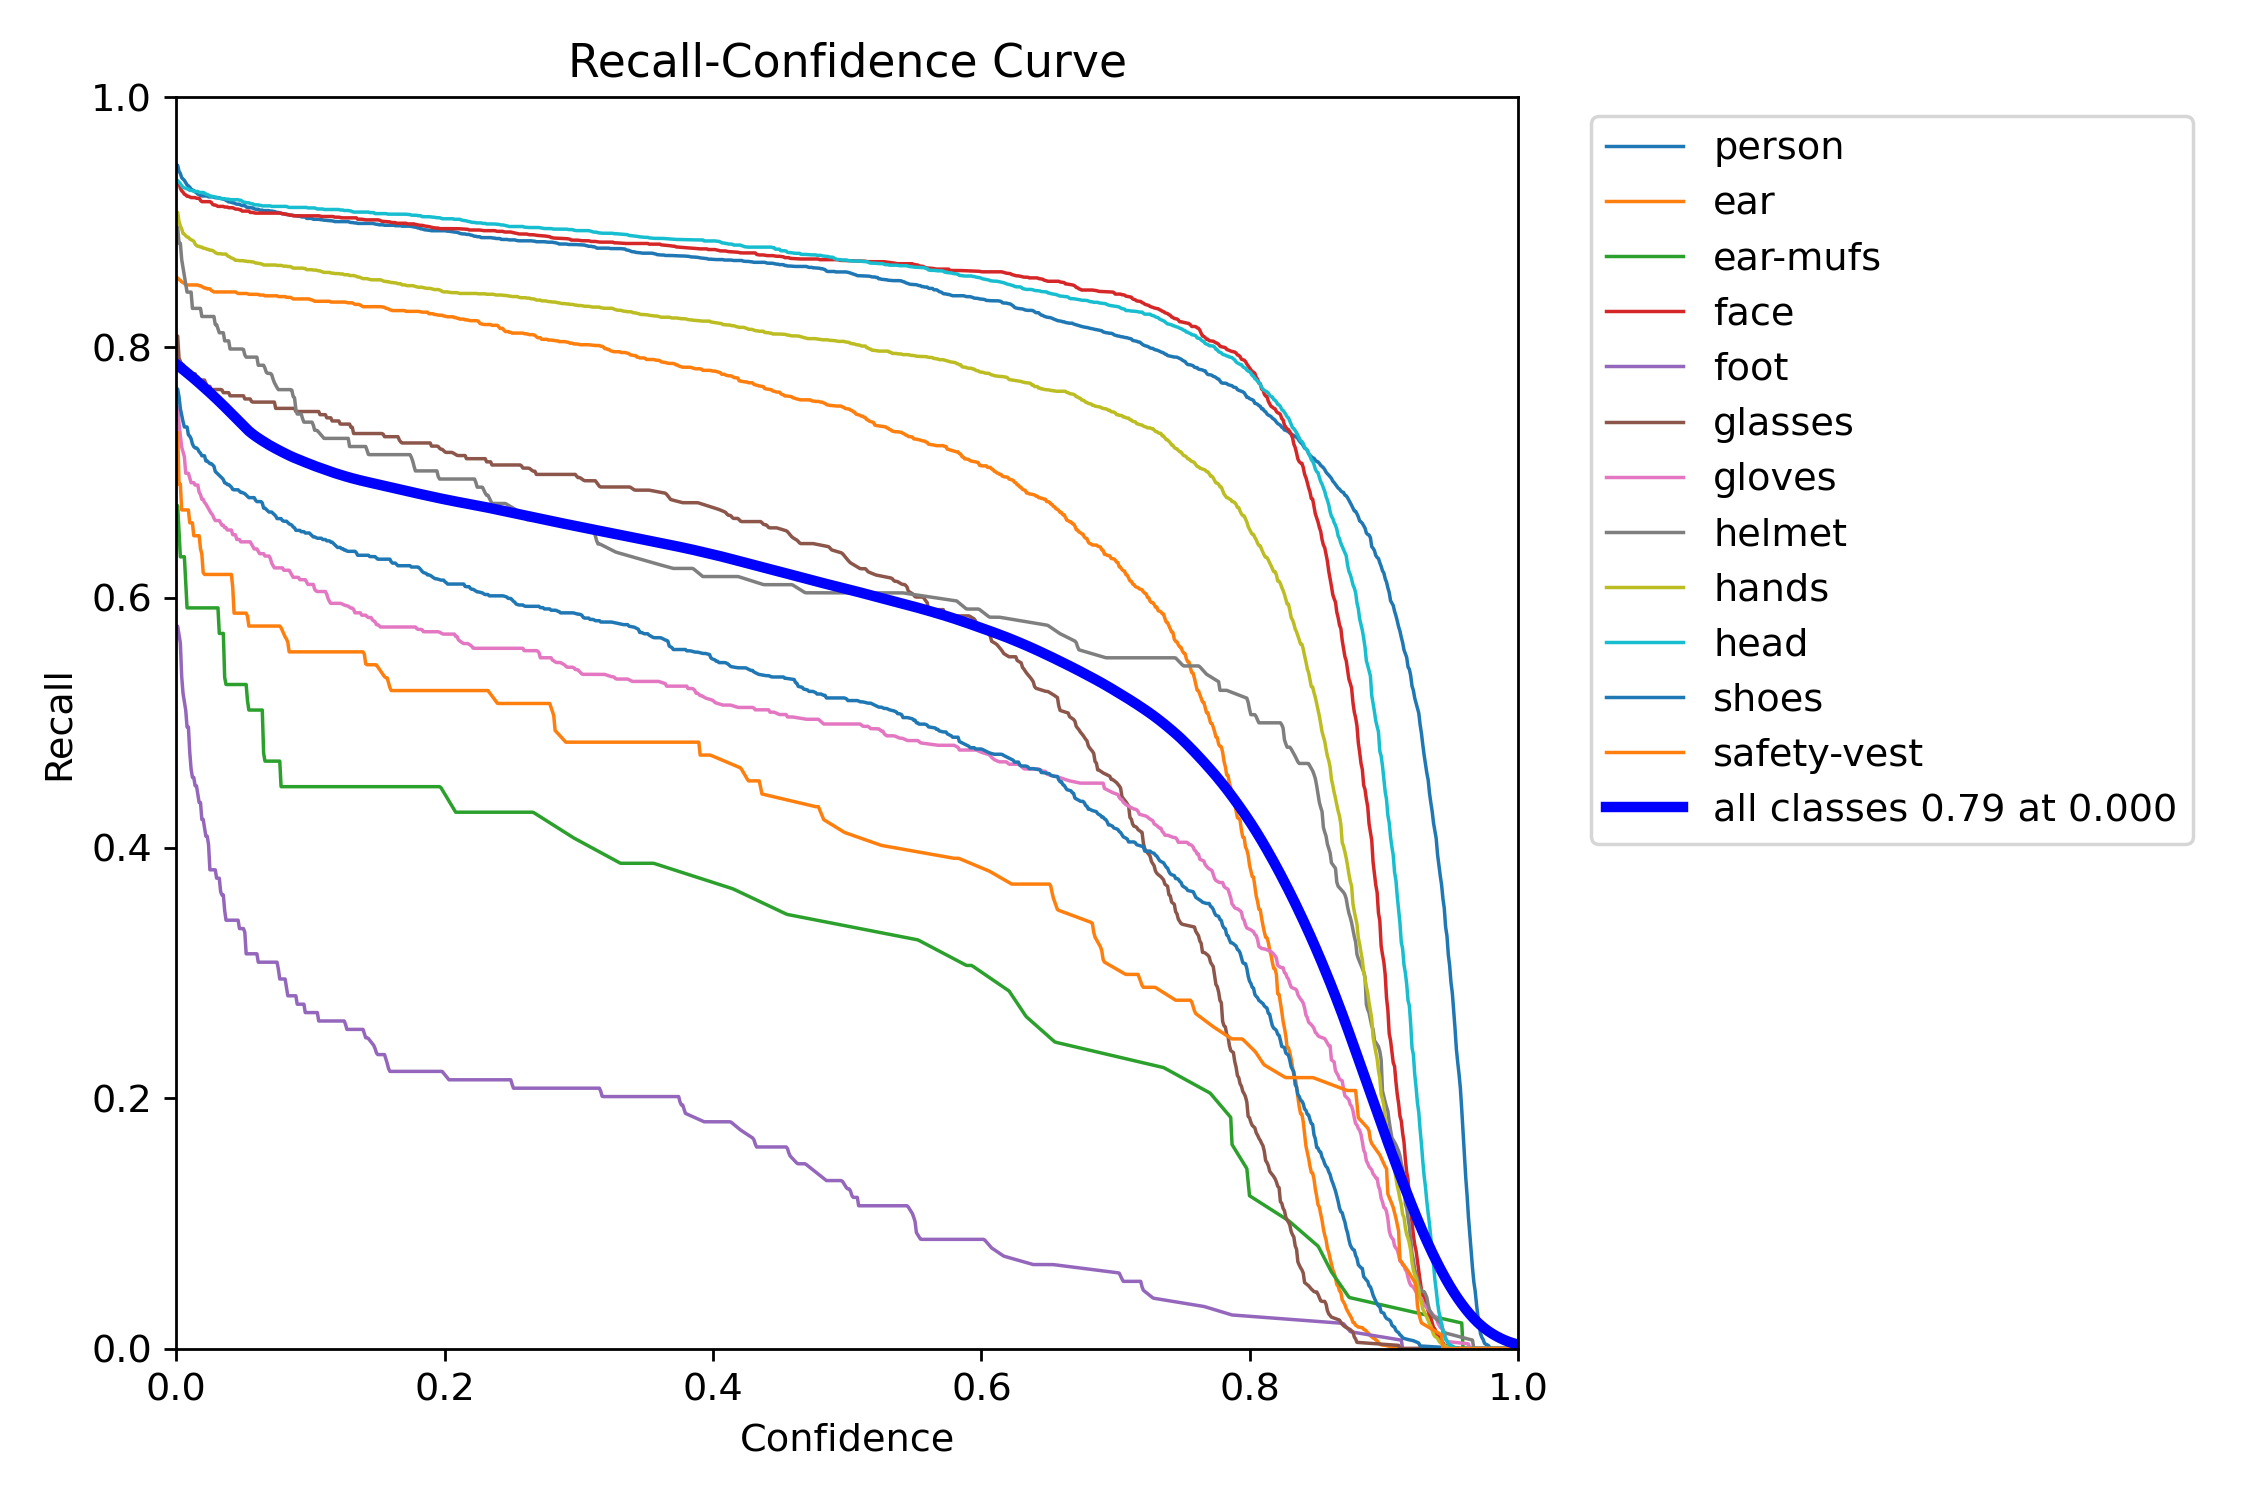 Recall-Confidence Curve
1.0
0.8
0.6
0.4
0.2
0.0
Recall
0.0 0.2 0.4 0.6 0.8 1.0
Confidence
person
ear
ear-mufs
face
foot
glasses
gloves
helmet
hands
head
shoes
safety-vest
all classes 0.79 at 0.000